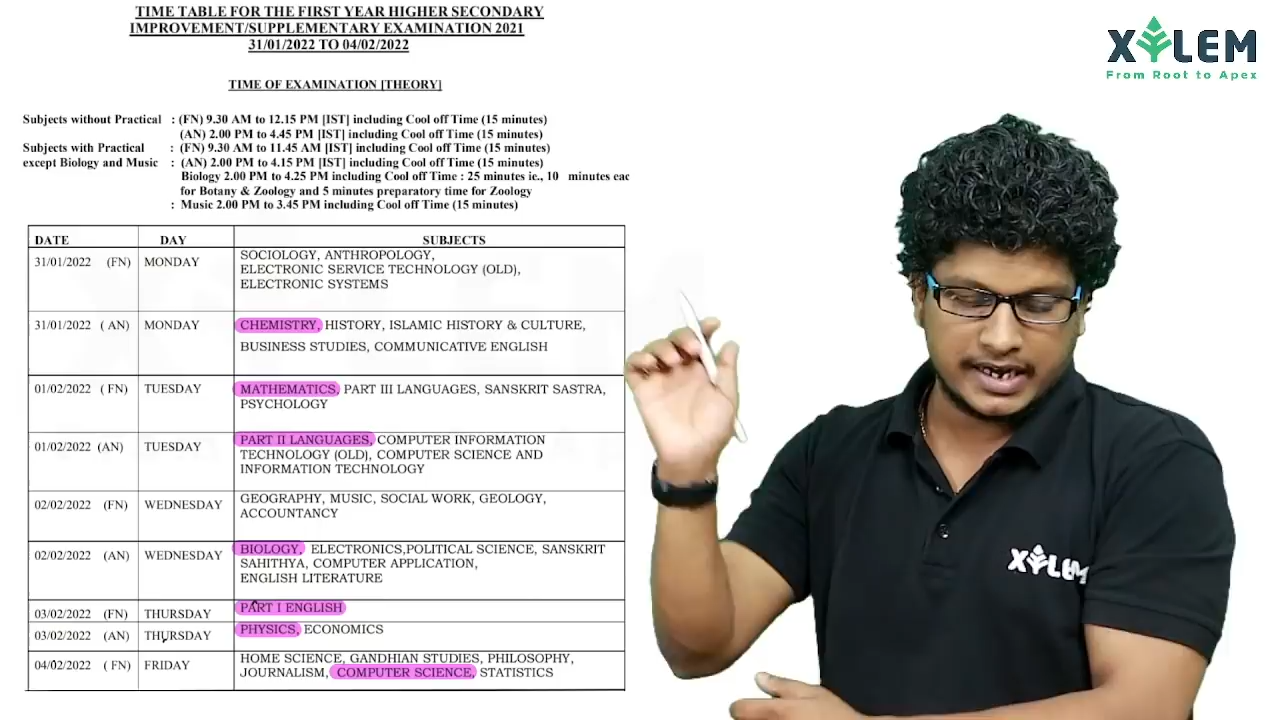 TIME TABLE FOR THE FIRST YEAR HIGHER SECONDARY
IMPROVEMENT/SUPPLEMENTARY EXAMINATION 2021
31/01/2022 TO 04/02/2022
TIME OF EXAMINATION [THEORY]
Subjects without Practical : (FN) 9.30 AM to 12.15 PM [IST] including Cool off Time (15 minutes)
(AN) 2.00 PM to 4.45 PM [IST] including Cool off Time (15 minutes)
Subjects with Practical : (FN) 9.30 AM to 11.45 AM [IST] including Cool off Time (15 minutes)
except Biology and Music : (AN) 2.00 PM to 4.15 PM [IST] including Cool off Time (15 minutes)
Biology 2.00 PM to 4.25 PM including Cool off Time : 25 minutes ie., 10 minutes eac
for Botany & Zoology and 5 minutes preparatory time for Zoology
: Music 2.00 PM to 3.45 PM including Cool off Time (15 minutes)
DATE DAY SUBJECTS
31/01/2022 (FN) MONDAY SOCIOLOGY, ANTHROPOLOGY,
ELECTRONIC SERVICE TECHNOLOGY (OLD),
ELECTRONIC SYSTEMS
31/01/2022 ( AN) MONDAY CHEMISTRY, HISTORY, ISLAMIC HISTORY & CULTURE,
BUSINESS STUDIES, COMMUNICATIVE ENGLISH
01/02/2022 ( FN) TUESDAY MATHEMATICS, PART III LANGUAGES, SANSKRIT SASTRA,
PSYCHOLOGY
01/02/2022 (AN) TUESDAY PART II LANGUAGES, COMPUTER INFORMATION
TECHNOLOGY (OLD), COMPUTER SCIENCE AND
INFORMATION TECHNOLOGY
02/02/2022 (FN) WEDNESDAY GEOGRAPHY, MUSIC, SOCIAL WORK, GEOLOGY,
ACCOUNTANCY
02/02/2022 (AN) WEDNESDAY BIOLOGY, ELECTRONICS,POLITICAL SCIENCE, SANSKRIT
SAHITHYA, COMPUTER APPLICATION,
ENGLISH LITERATURE
03/02/2022 (FN) THURSDAY PART I ENGLISH
03/02/2022 (AN) THURSDAY PHYSICS, ECONOMICS
04/02/2022 ( FN) FRIDAY HOME SCIENCE, GANDHIAN STUDIES, PHILOSOPHY,
JOURNALISM, COMPUTER SCIENCE, STATISTICS
XYLEM
From Root to Apex
XYLEM